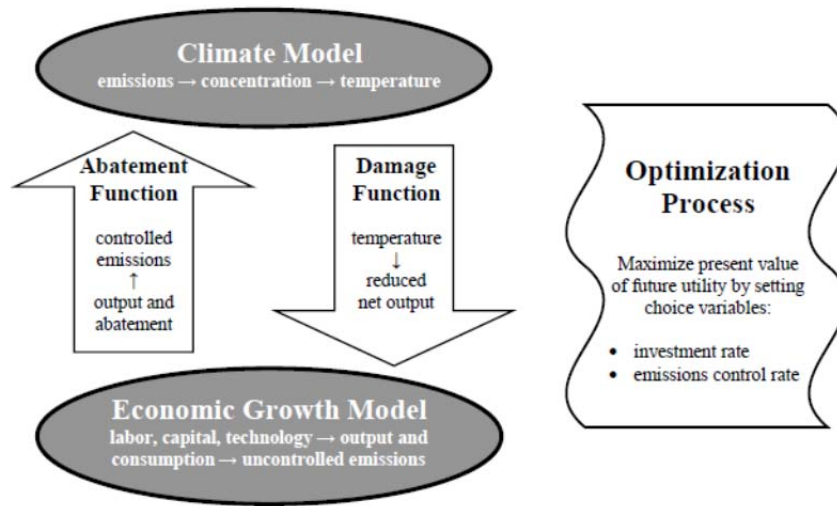 Climate Model
emissions → concentration → temperature
Abatement
Function
controlled
emissions
↑
output and
abatement
Damage
Function
temperature
↓
reduced
net output
Economic Growth Model
labor, capital, technology → output and
consumption → uncontrolled emissions
Optimization
Process
Maximize present value
of future utility by setting
choice variables:
• investment rate
• emissions control rate